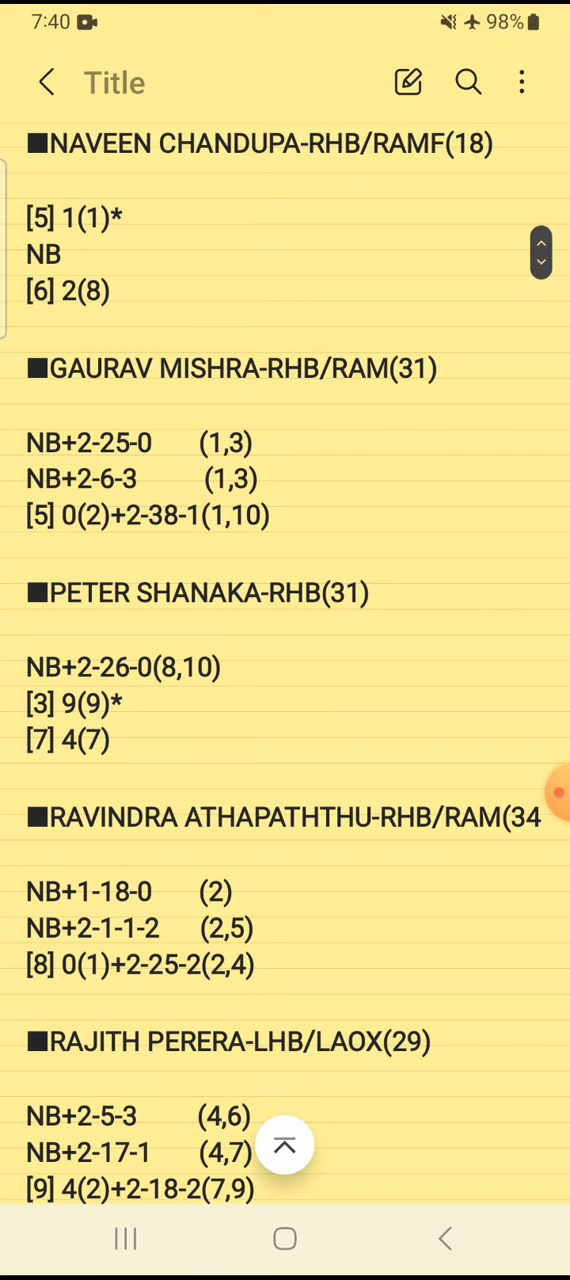 7:40 98%
Title
■NAVEEN CHANDUPA-RHB/RAMF(18)
[5] 1(1)*
NB
[6] 2(8)
■GAURAV MISHRA-RHB/RAM(31)
NB+2-25-0 (1,3)
NB+2-6-3 (1,3)
[5] 0(2)+2-38-1(1,10)
■PETER SHANAKA-RHB(31)
NB+2-26-0(8,10)
[3] 9(9)*
[7] 4(7)
■RAVINDRA ATHAPATHTHU-RHB/RAM(34
NB+1-18-0 (2)
NB+2-1-1-2 (2,5)
[8] 0(1)+2-25-2(2,4)
■RAJITH PERERA-LHB/LAOX(29)
NB+2-5-3 (4,6)
NB+2-17-1 (4,7)
[9] 4(2)+2-18-2(7,9)